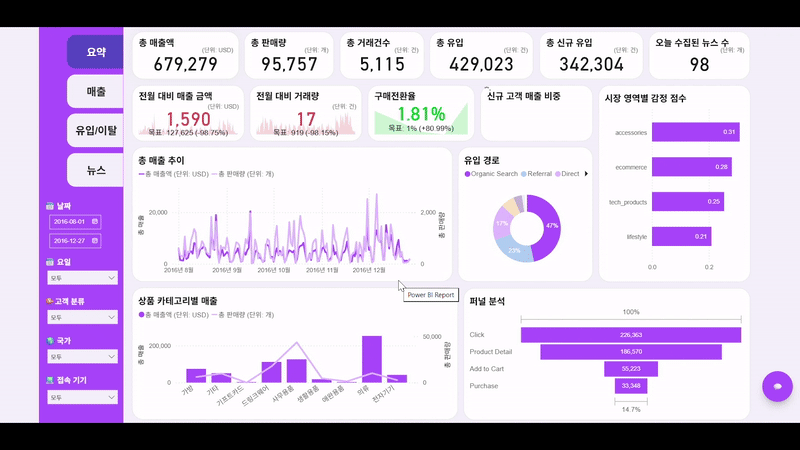 요약
매출
유입/이탈
뉴스
날짜
2016-08-01
2016-12-27
요일
모두
고객 분류
모두
국가
모두
접속 기기
모두
총 매출액
(단위: USD)
679,279
총 판매량
(단위: 개)
95,757
총 거래건수
(단위: 건)
5,115
총 유입
(단위: 건)
429,023
총 신규 유입
(단위: 건)
342,304
오늘 수집된 뉴스 수
(단위: 개)
98
전월 대비 매출 금액
(단위: USD)
1,590
목표: 127,625 (-98.75%)
전월 대비 거래량
(단위: 건)
17
목표: 919 (-98.15%)
구매전환율
1.81%
목표: 1% (+80.99%)
신규 고객 매출 비중
시장 영역별 감정 점수
accessories
0.31
ecommerce
0.28
tech_products
0.25
lifestyle
0.21
0.0
0.2
총 매출 추이
총 매출액 (단위: USD) 총 판매량 (단위: 개)
총 매출
20,000
0
2,000
0
총 판매량
2016년 8월
2016년 9월
2016년 10월
2016년 11월
2016년 12월
유입 경로
Organic Search Referral Direct
47%
23%
17%
Power BI Report
상품 카테고리별 매출
총 매출액 (단위: USD) 총 판매량 (단위: 개)
총 매출
200,000
0
50,000
0
총 판매량
가방
기타
기프트카드
드링크웨어
사무용품
생활용품
애완용품
의류
전자기기
퍼널 분석
100%
Click
226,363
Product Detail
186,570
Add to Cart
55,223
Purchase
33,348
14.7%